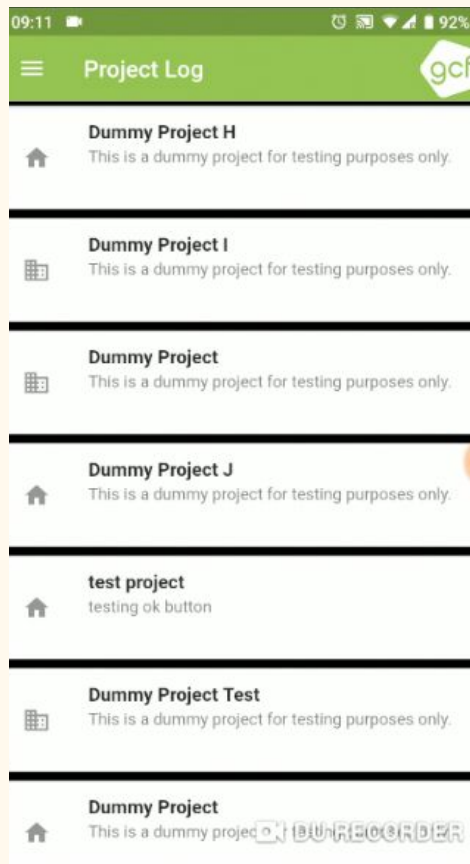 09:11
92%
Project Log
gcf
Dummy Project H
This is a dummy project for testing purposes only.
Dummy Project I
This is a dummy project for testing purposes only.
Dummy Project
This is a dummy project for testing purposes only.
Dummy Project J
This is a dummy project for testing purposes only.
test project
testing ok button
Dummy Project Test
This is a dummy project for testing purposes only.
Dummy Project
This is a dummy project
DU RECORDER